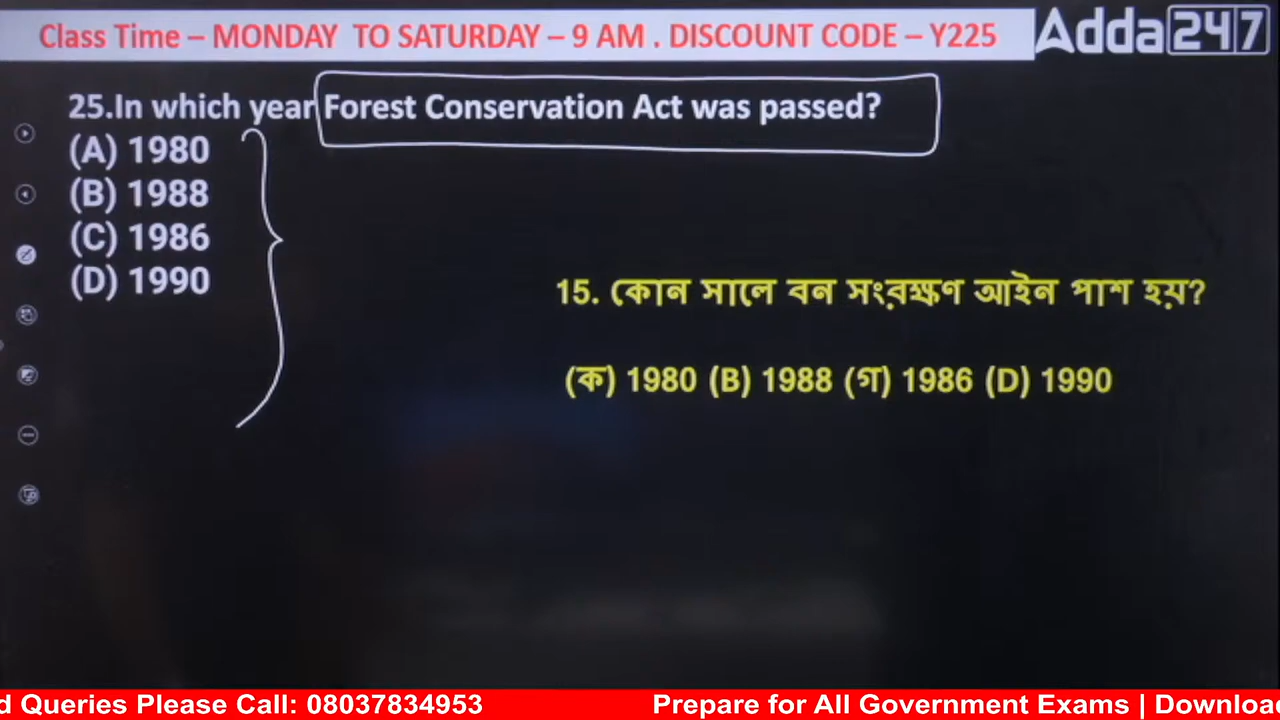 Class Time – MONDAY TO SATURDAY – 9 AM . DISCOUNT CODE – Y225
Adda247
25.In which year Forest Conservation Act was passed?
(A) 1980
(B) 1988
(C) 1986
(D) 1990
15. কোন সালে বন সংরক্ষণ আইন পাশ হয়?
(ক) 1980 (B) 1988 (গ) 1986 (D) 1990
d Queries Please Call: 08037834953 Prepare for All Government Exams | Download